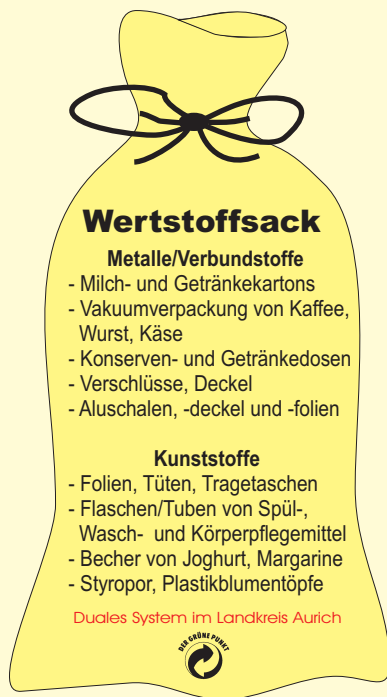 Wertstoffsack
Metalle/Verbundstoffe
- Milch- und Getränkekartons
- Vakuumverpackung von Kaffee,
Wurst, Käse
- Konserven- und Getränkedosen
- Verschlüsse, Deckel
- Aluschalen, -deckel und -folien
Kunststoffe
- Folien, Tüten, Tragetaschen
- Flaschen/Tuben von Spül-,
Wasch- und Körperpflegemittel
- Becher von Joghurt, Margarine
- Styropor, Plastikblumentöpfe
Duales System im Landkreis Aurich
DER GRÜNE PUNKT